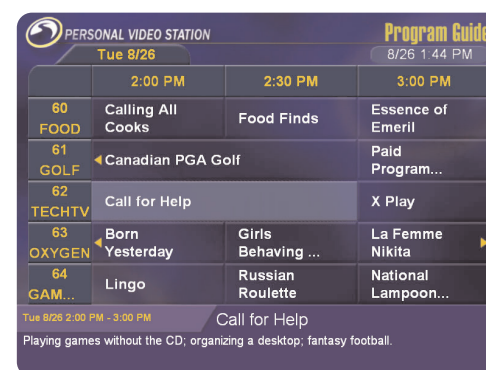 PERSONAL VIDEO STATION
Program Guide
Tue 8/26
8/26 1:44 PM
2:00 PM 2:30 PM 3:00 PM
60 FOOD
Calling All
Cooks
Food Finds
Essence of
Emeril
61 GOLF
Canadian PGA Golf
Paid
Program...
62 TECHTV
Call for Help
X Play
63 OXYGEN
Born
Yesterday
Girls
Behaving ...
La Femme
Nikita
64 GAM...
Lingo
Russian
Roulette
National
Lampoon...
Tue 8/26 2:00 PM - 3:00 PM
Call for Help
Playing games without the CD; organizing a desktop; fantasy football.